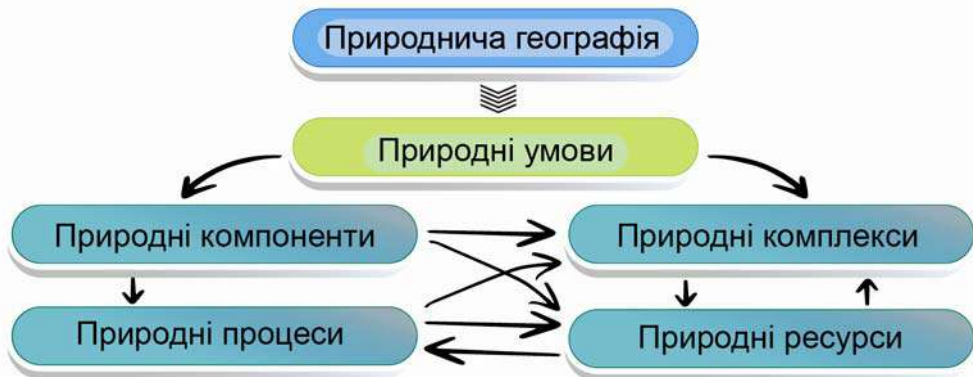 Природнича географія
Природні умови
Природні компоненти
Природні комплекси
Природні процеси
Природні ресурси